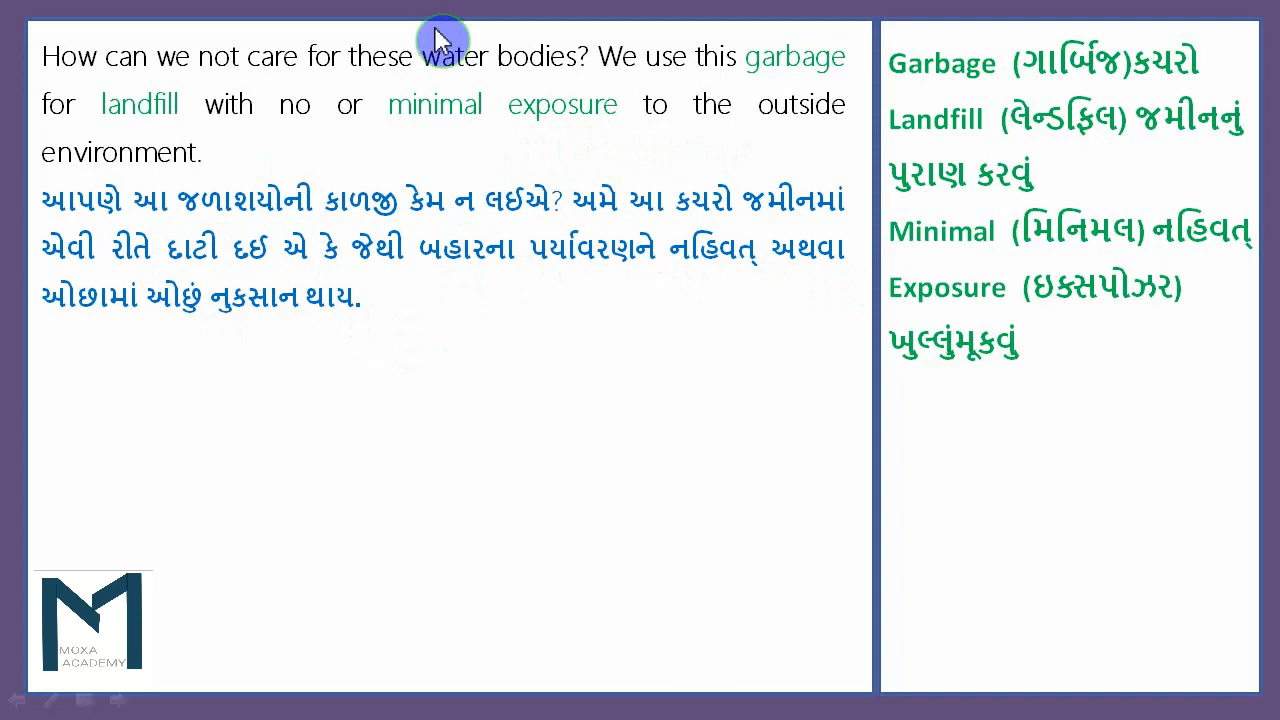 How can we not care for these water bodies? We use this garbage
for landfill with no or minimal exposure to the outside
environment.
આપણે આ જળાશયોની કાળજી કેમ ન લઈએ? અમે આ કચરો જમીનમાં
એવી રીતે દાટી દઈ એ કે જેથી બહારના પર્યાવરણને નહિવત્ અથવા
ઓછામાં ઓછું નુકસાન થાય.
Garbage (ગાર્બિજ)કચરો
Landfill (લેન્ડફિલ) જમીનનું
પુરાણ કરવું
Minimal (મિનિમલ) નહિવત્
Exposure (ઇક્સપોઝર)
ખુલ્લુંમૂકવું
MOXA
ACADEMY